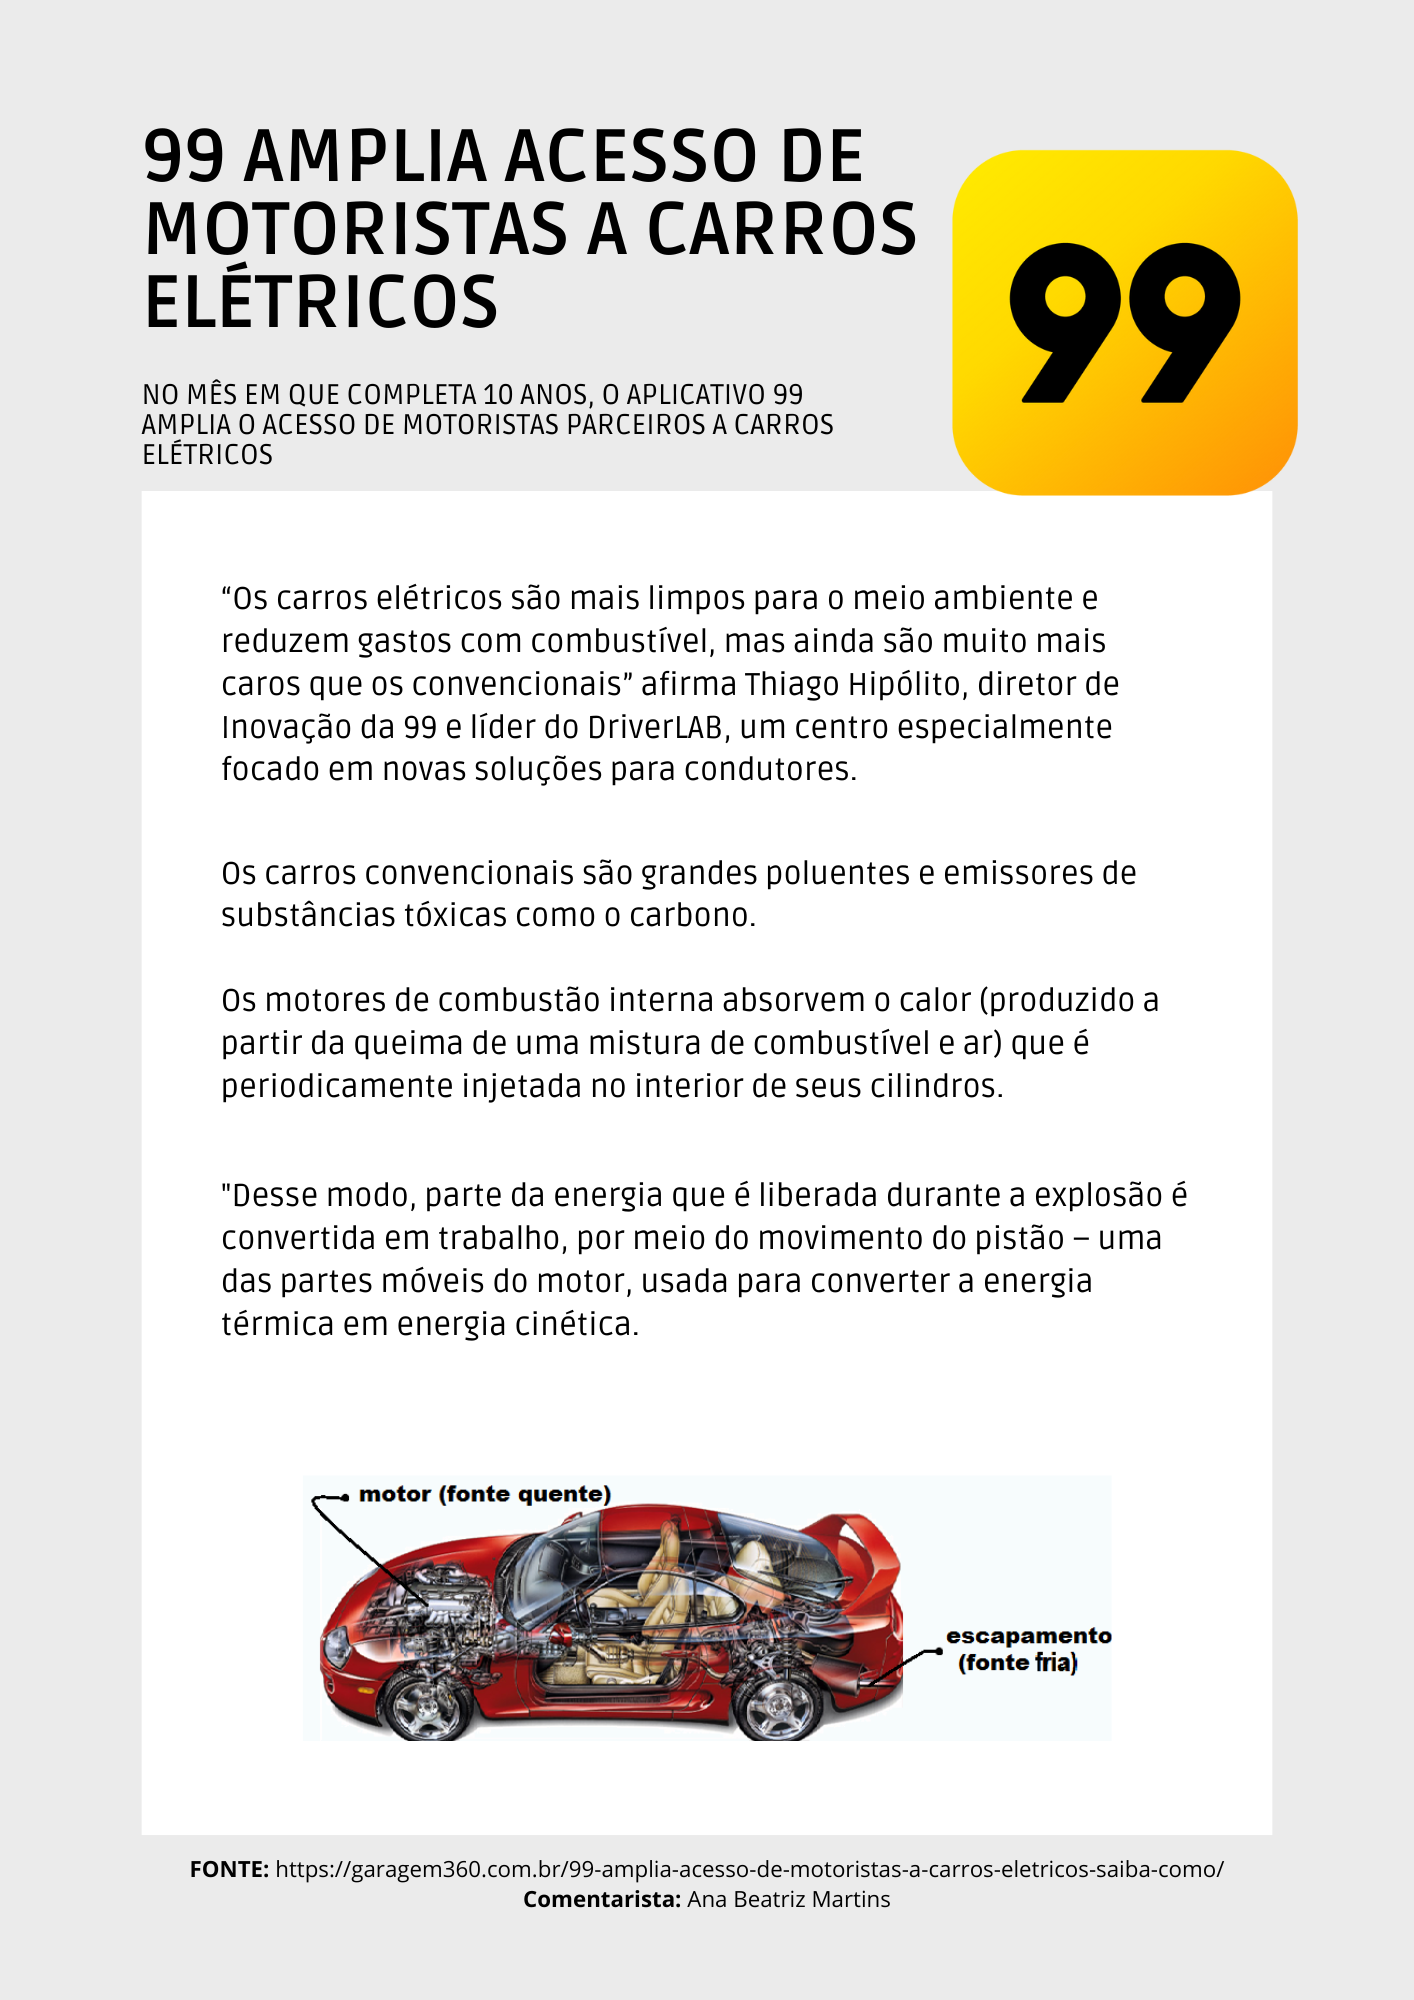 99 AMPLIA ACESSO DE
MOTORISTAS A CARROS
ELÉTRICOS
99
NO MÊS EM QUE COMPLETA 10 ANOS, O APLICATIVO 99
AMPLIA O ACESSO DE MOTORISTAS PARCEIROS A CARROS
ELÉTRICOS
“Os carros elétricos são mais limpos para o meio ambiente e
reduzem gastos com combustível, mas ainda são muito mais
caros que os convencionais” afirma Thiago Hipólito, diretor de
Inovação da 99 e líder do DriverLAB, um centro especialmente
focado em novas soluções para condutores.
Os carros convencionais são grandes poluentes e emissores de
substâncias tóxicas como o carbono.
Os motores de combustão interna absorvem o calor (produzido a
partir da queima de uma mistura de combustível e ar) que é
periodicamente injetada no interior de seus cilindros.
"Desse modo, parte da energia que é liberada durante a explosão é
convertida em trabalho, por meio do movimento do pistão – uma
das partes móveis do motor, usada para converter a energia
térmica em energia cinética.
motor (fonte quente)
escapamento
(fonte fria)
FONTE: https://garagem360.com.br/99-amplia-acesso-de-motoristas-a-carros-eletricos-saiba-como/
Comentarista: Ana Beatriz Martins